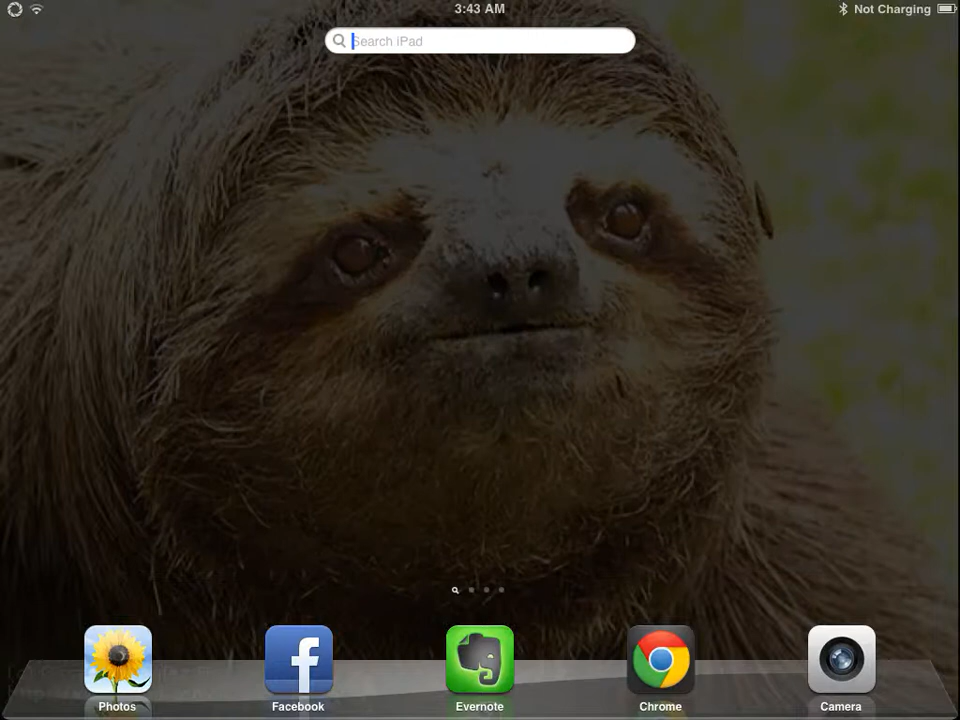 3:43 AM
Not Charging
Search iPad
Photos
Facebook
Evernote
Chrome
Camera